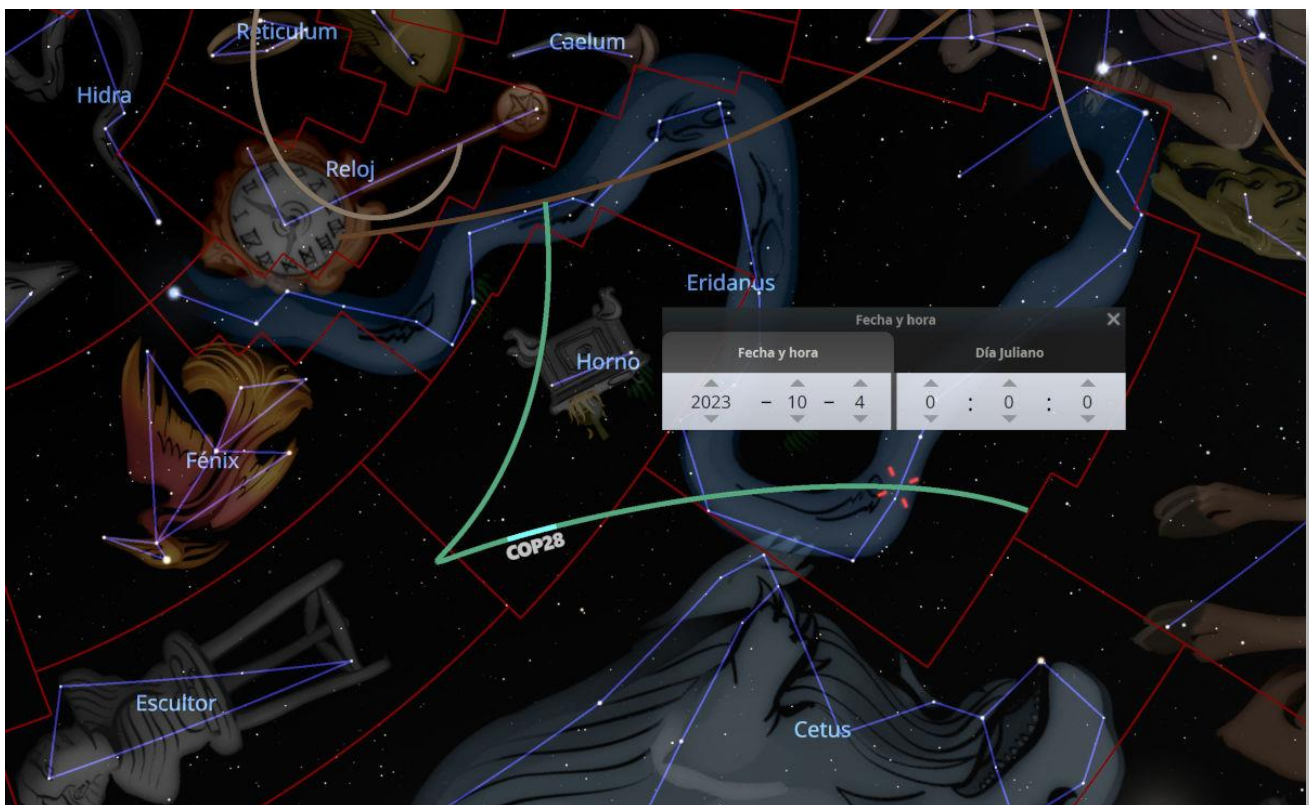 Reticulum
Caelum
Hidra
Reloj
Eridanus
Fecha y hora
Fecha y hora
Día Juliano
2023 – 10 – 4
0 : 0 : 0
Horno
Fénix
COP28
Escultor
Cetus